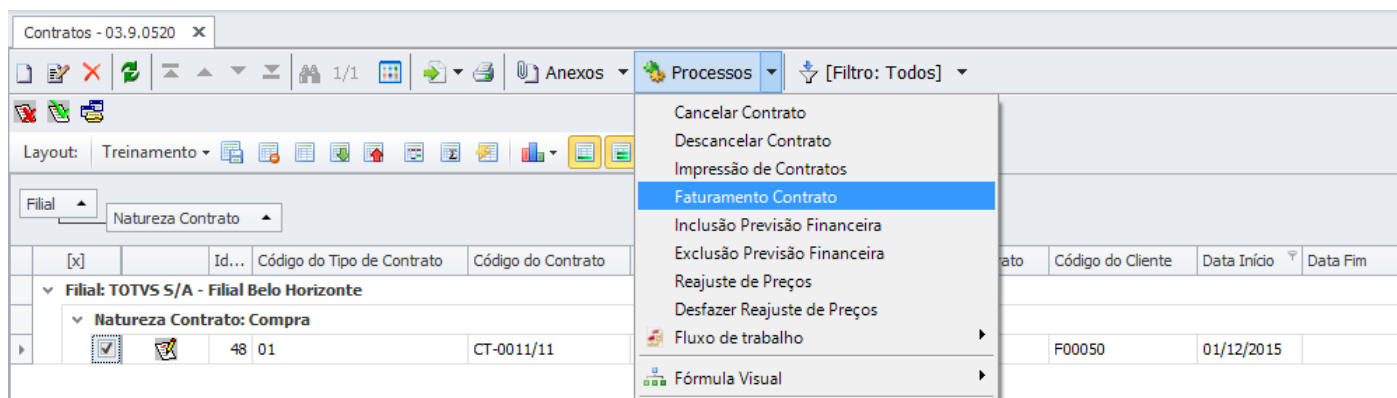 Contratos - 03.9.0520 X
1/1 Anexos Processos [Filtro: Todos]
Cancelar Contrato
Descancelar Contrato
Layout: Treinamento
Impressão de Contratos
Faturamento Contrato
Filial
Natureza Contrato
Inclusão Previsão Financeira
[x] Id... Código do Tipo de Contrato Código do Contrato Exclusão Previsão Financeira rato Código do Cliente Data Início Data Fim
Filial: TOTVS S/A - Filial Belo Horizonte
Reajuste de Preços
Natureza Contrato: Compra
Desfazer Reajuste de Preços
Fluxo de trabalho
48 01 CT-0011/11 F00050 01/12/2015
Fórmula Visual